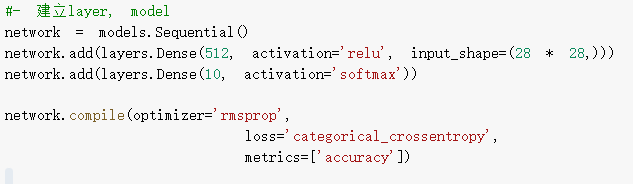 #- 建立layer, model
network = models.Sequential()
network.add(layers.Dense(512, activation='relu', input_shape=(28 * 28,)))
network.add(layers.Dense(10, activation='softmax'))
network.compile(optimizer='rmsprop',
loss='categorical_crossentropy',
metrics=['accuracy'])